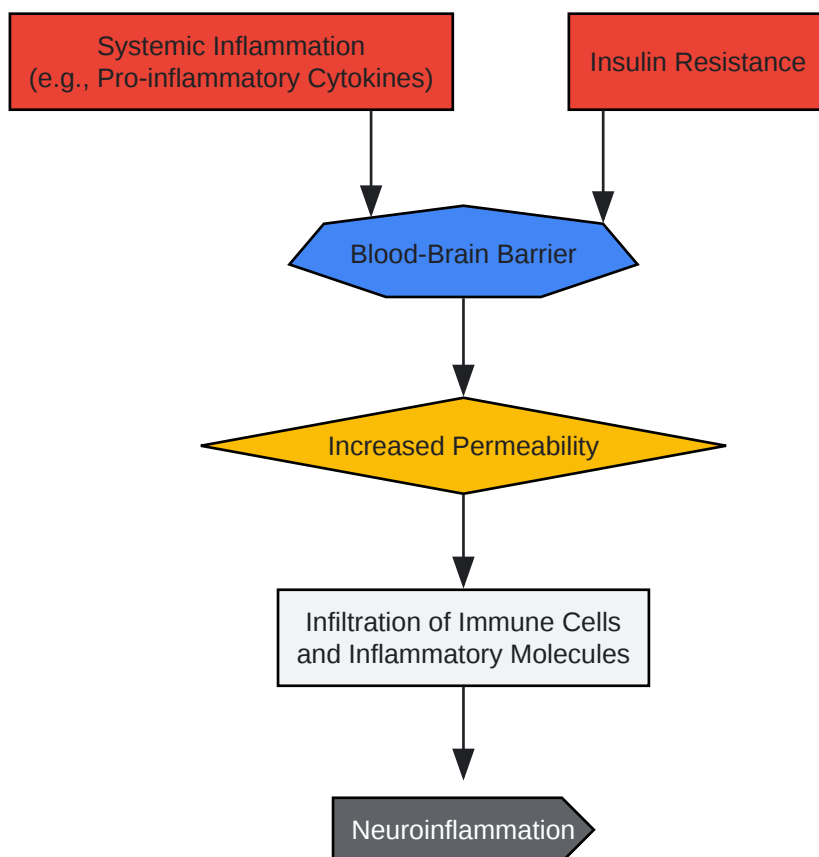 Systemic Inflammation
(e.g., Pro-inflammatory Cytokines)
Insulin Resistance
Blood-Brain Barrier
Increased Permeability
Infiltration of Immune Cells
and Inflammatory Molecules
Neuroinflammation